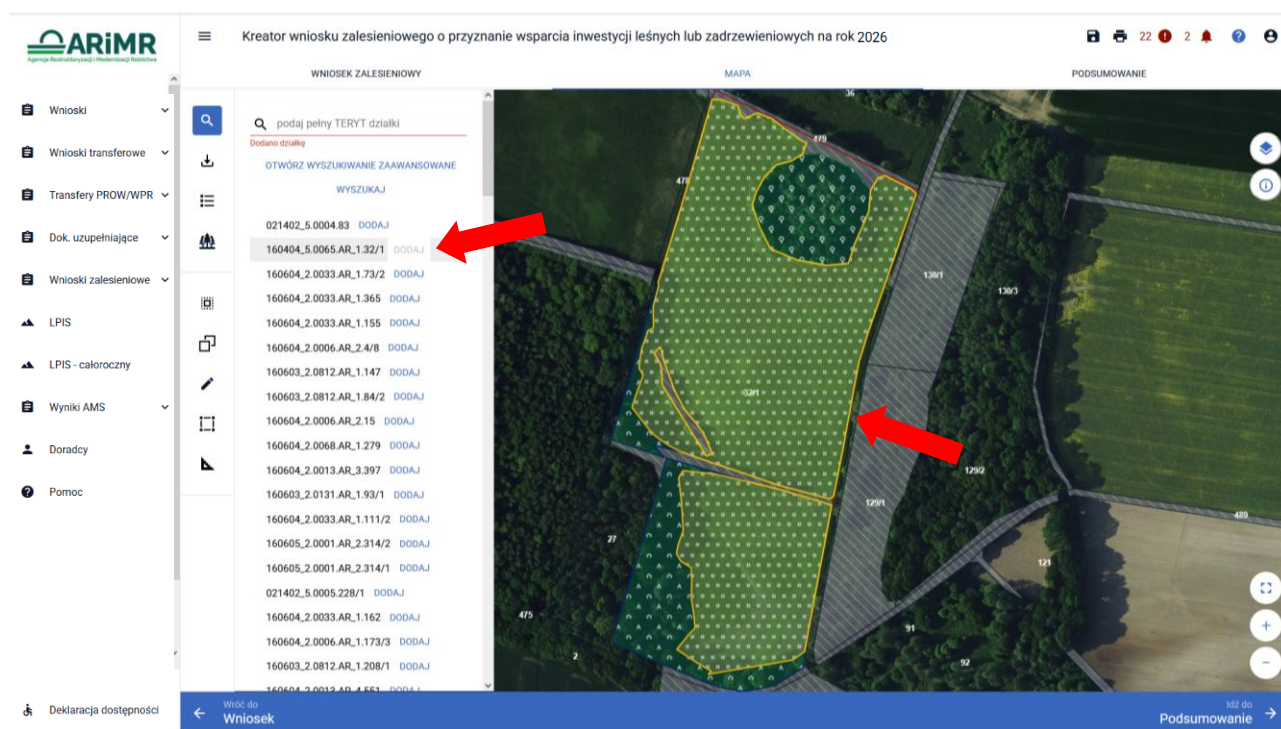 ARiMR
Agencja Restrukturyzacji i Modernizacji Rolnictwa
Kreator wniosku zalesieniowego o przyznanie wsparcia inwestycji leśnych lub zadrzewieniowych na rok 2026
22 2
WNIOSEK ZALESIENIOWY MAPA PODSUMOWANIE
Wnioski
Wnioski transferowe
Transfery PROW/WPR
Dok. uzupełniające
Wnioski zalesieniowe
LPIS
LPIS - całoroczny
Wyniki AMS
Doradcy
Pomoc
Deklaracja dostępności
podaj pełny TERYT działki
Dodano działkę
OTWÓRZ WYSZUKIWANIE ZAAWANSOWANE
WYSZUKAJ
021402_5.0004.83 DODAJ
160404_5.0065.AR_1.32/1 DODAJ
160604_2.0033.AR_1.73/2 DODAJ
160604_2.0033.AR_1.365 DODAJ
160604_2.0033.AR_1.155 DODAJ
160604_2.0006.AR_2.4/8 DODAJ
160603_2.0812.AR_1.147 DODAJ
160603_2.0812.AR_1.84/2 DODAJ
160604_2.0006.AR_2.15 DODAJ
160604_2.0068.AR_1.279 DODAJ
160604_2.0013.AR_3.397 DODAJ
160603_2.0131.AR_1.93/1 DODAJ
160604_2.0033.AR_1.111/2 DODAJ
160605_2.0001.AR_2.314/2 DODAJ
160605_2.0001.AR_2.314/1 DODAJ
021402_5.0005.228/1 DODAJ
160604_2.0033.AR_1.162 DODAJ
160604_2.0006.AR_1.173/3 DODAJ
160603_2.0812.AR_1.208/1 DODAJ
160604_2.0013.AR_4.551 DODAJ
36
479
130/1
130/3
32/1
129/2
129/1
489
27
121
475
91
2
92
Wróć do
Wniosek
Idź do
Podsumowanie